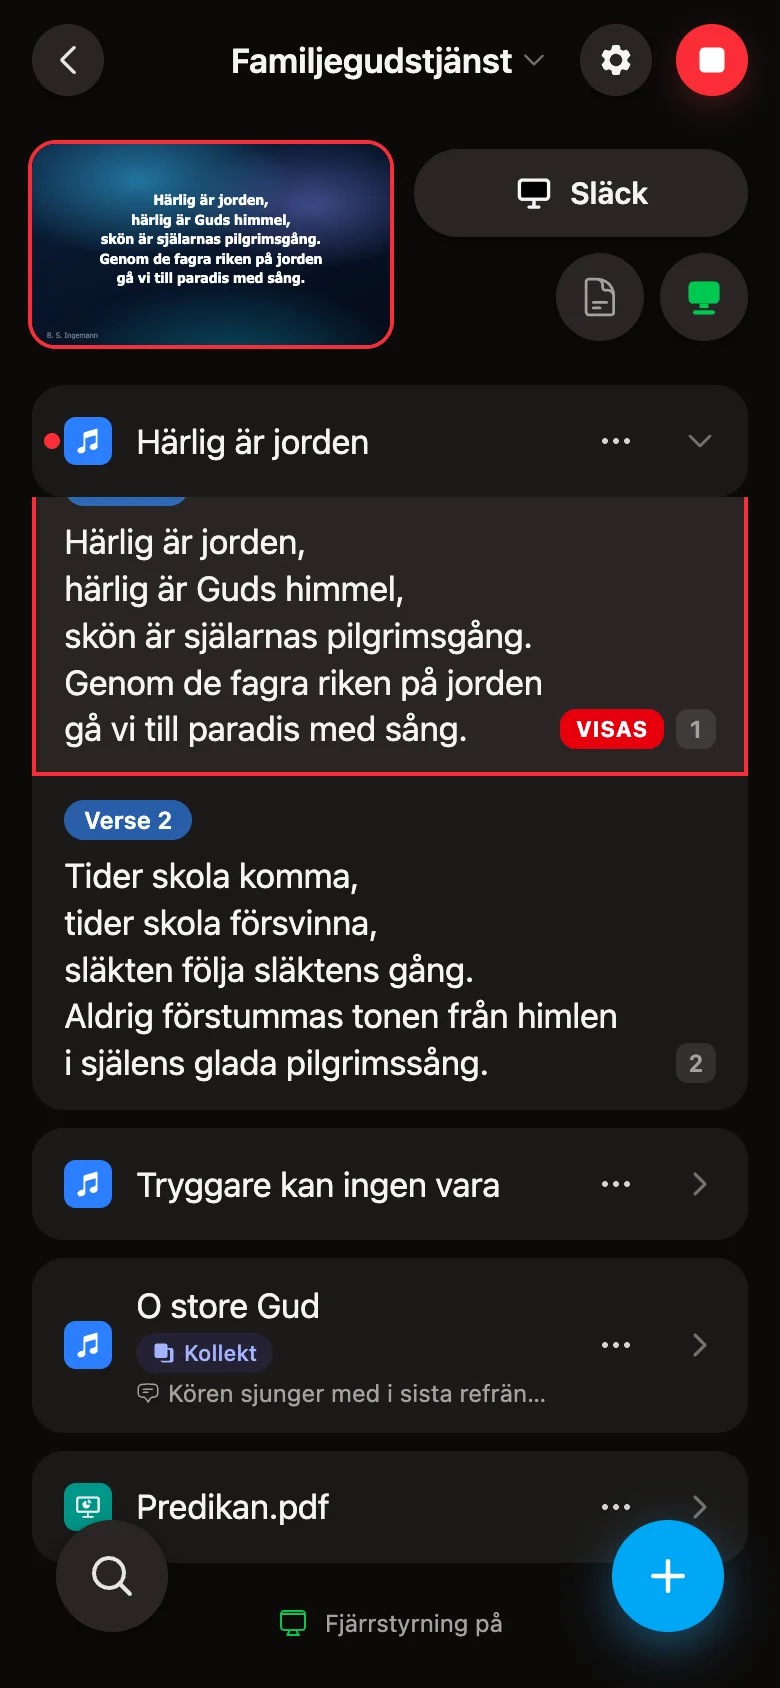 Familjegudstjänst
Härlig är jorden,
härlig är Guds himmel,
skön är själarnas pilgrimsgång.
Genom de fagra riken på jorden
gå vi till paradis med sång.
B. S. Ingemann
Släck
Härlig är jorden
Härlig är jorden,
härlig är Guds himmel,
skön är själarnas pilgrimsgång.
Genom de fagra riken på jorden
gå vi till paradis med sång.
VISAS 1
Verse 2
Tider skola komma,
tider skola försvinna,
släkten följa släktens gång.
Aldrig förstummas tonen från himlen
i själens glada pilgrimssång.
2
Tryggare kan ingen vara
O store Gud
Kollekt
Kören sjunger med i sista refrän...
Predikan.pdf
Fjärrstyrning på